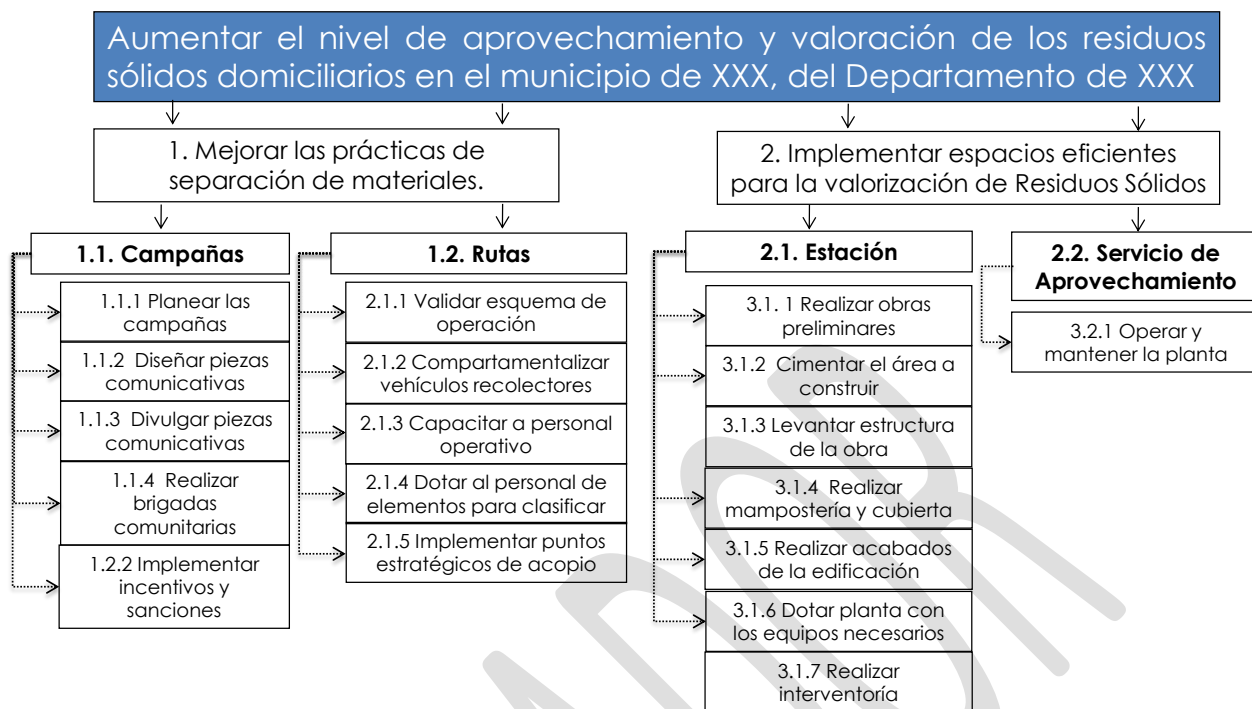 Aumentar el nivel de aprovechamiento y valoración de los residuos
sólidos domiciliarios en el municipio de XXX, del Departamento de XXX
1. Mejorar las prácticas de
separación de materiales.
2. Implementar espacios eficientes
para la valorización de Residuos Sólidos
1.1. Campañas
1.1.1 Planear las
campañas
1.1.2 Diseñar piezas
comunicativas
1.1.3 Divulgar piezas
comunicativas
1.1.4 Realizar
brigadas
comunitarias
1.2.2 Implementar
incentivos y
sanciones
1.2. Rutas
2.1.1 Validar esquema de
operación
2.1.2 Compartamentalizar
vehículos recolectores
2.1.3 Capacitar a personal
operativo
2.1.4 Dotar al personal de
elementos para clasificar
2.1.5 Implementar puntos
estratégicos de acopio
2.1. Estación
3.1. 1 Realizar obras
preliminares
3.1.2 Cimentar el área a
construir
3.1.3 Levantar estructura
de la obra
3.1.4 Realizar
mampostería y cubierta
3.1.5 Realizar acabados
de la edificación
3.1.6 Dotar planta con
los equipos necesarios
3.1.7 Realizar
interventoría
2.2. Servicio de
Aprovechamiento
3.2.1 Operar y
mantener la planta